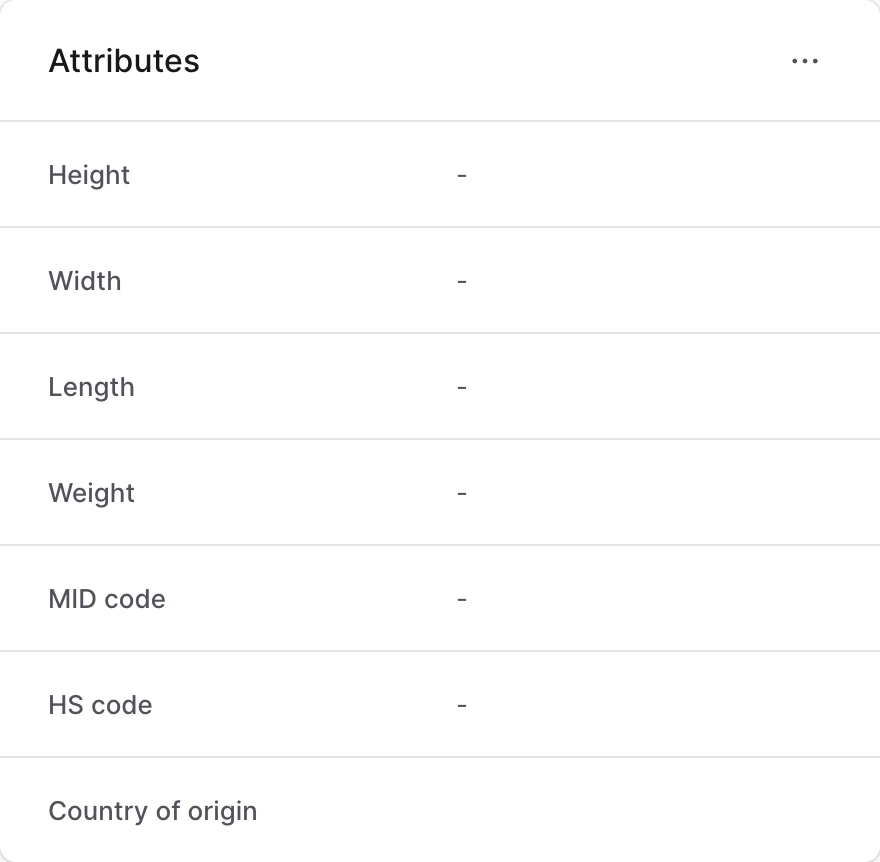 Attributes
Height -
Width -
Length -
Weight -
MID code -
HS code -
Country of origin